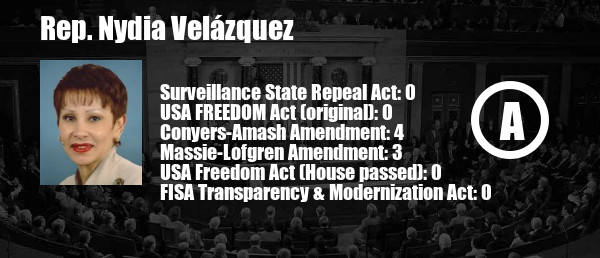 Rep. Nydia Velázquez
Surveillance State Repeal Act: 0
USA FREEDOM Act (original): 0
Conyers-Amash Amendment: 4
Massie-Lofgren Amendment: 3
USA Freedom Act (House passed): 0
FISA Transparency & Modernization Act: 0
A